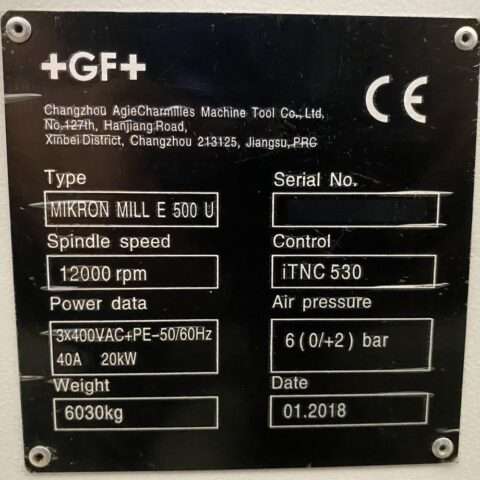 +GF+
CE
Changzhou AgieCharmilles Machine Tool Co., Ltd,
No.127th, Hanjiang Road,
Xinbei District, Changzhou 213125, Jiangsu, PRC
Type
MIKRON MILL E 500 U
Serial No.
Spindle speed
12000 rpm
Control
iTNC 530
Power data
3x400VAC+PE-50/60Hz
40A 20kW
Air pressure
6 ( 0/+2 ) bar
Weight
6030kg
Date
01.2018